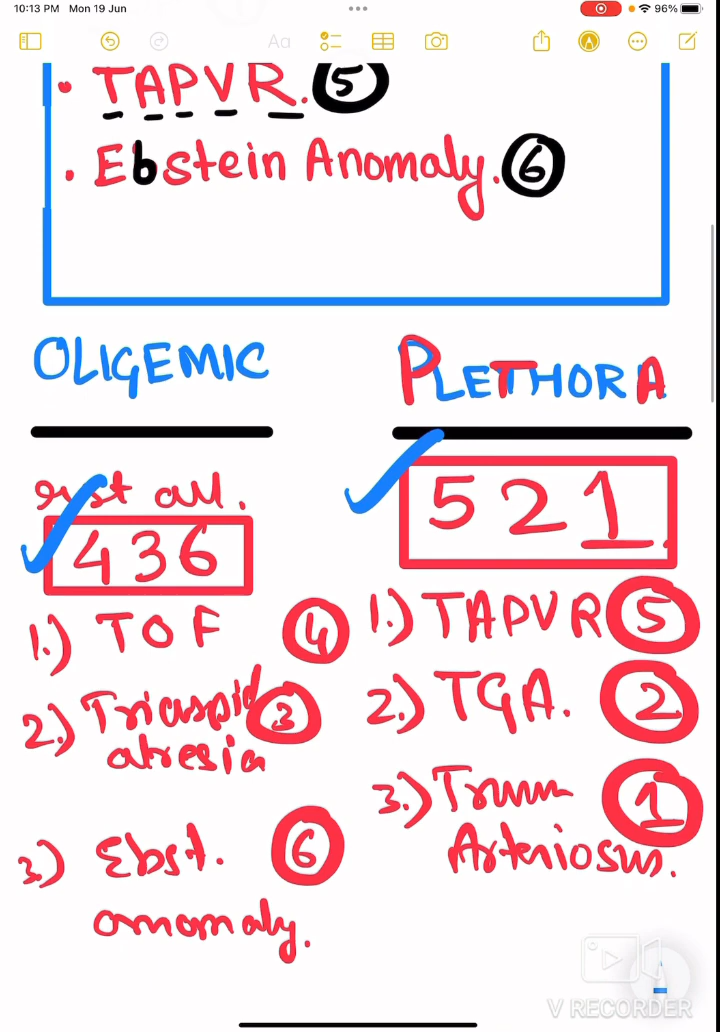 10:13 PM Mon 19 Jun
96%
Aa
• TAPVR. 5
• Ebstein Anomaly. 6
OLIGEMIC
PLETHORA
rest all.
436
521
1.) TOF 4
1.) TAPVR 5
2.) Tricuspid 3
atresia
2.) TGA. 2
3.) Trunn 1
Arteriosus.
3.) Ebst. 6
anomaly.
V RECORDER